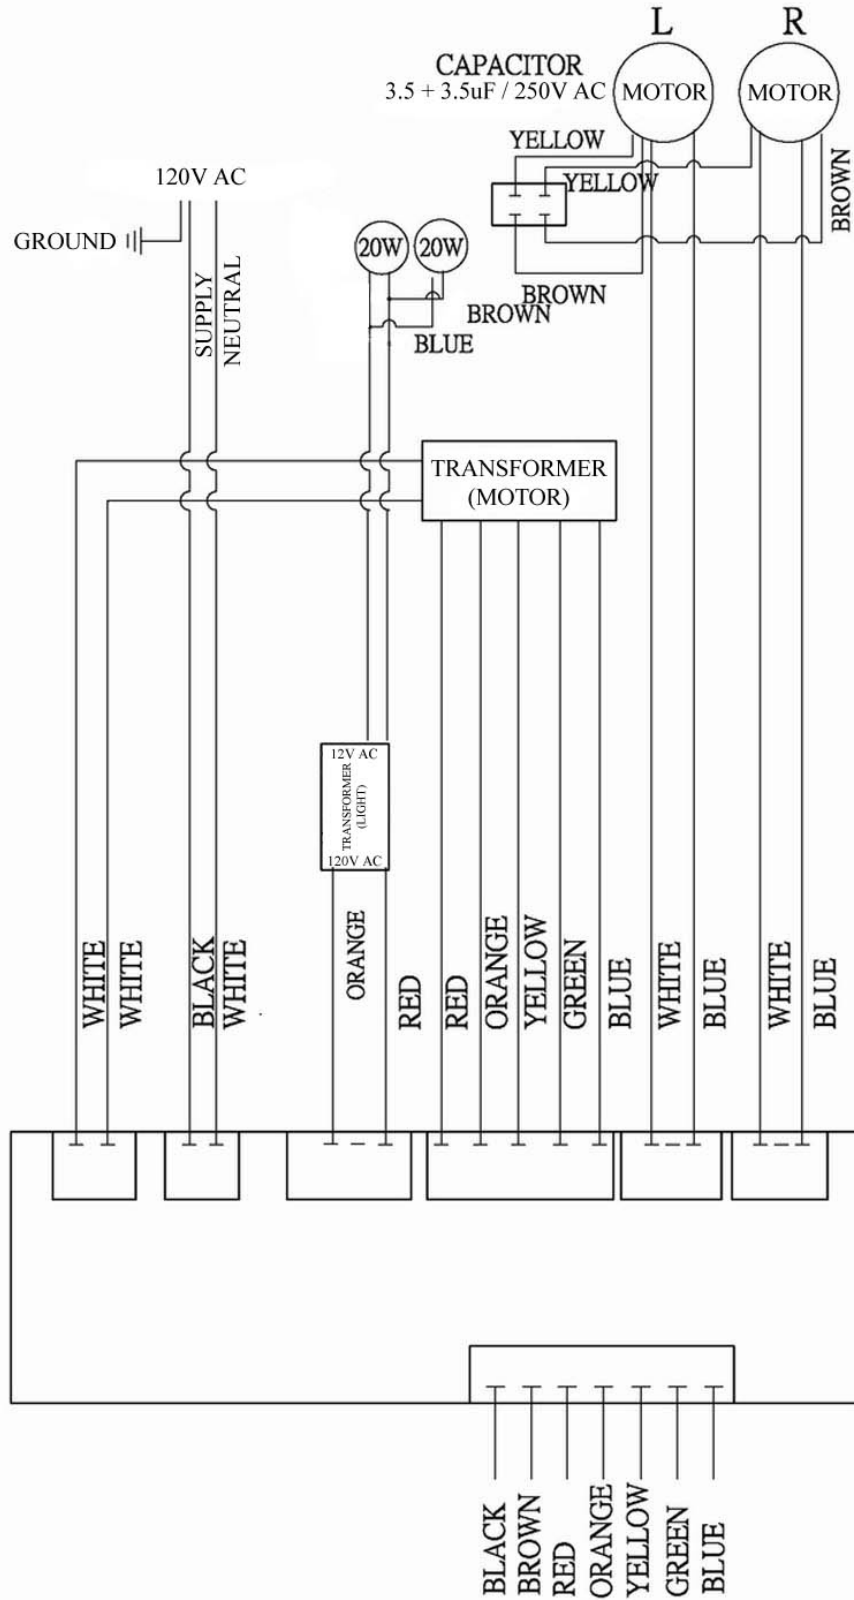 L
R
CAPACITOR
3.5 + 3.5uF / 250V AC
MOTOR
MOTOR
YELLOW
YELLOW
BROWN
120V AC
GROUND
20W
20W
SUPPLY
NEUTRAL
BROWN
BROWN
BLUE
TRANSFORMER
(MOTOR)
12V AC
TRANSFORMER
(LIGHT)
120V AC
WHITE
WHITE
BLACK
WHITE
ORANGE
RED
RED
ORANGE
YELLOW
GREEN
BLUE
WHITE
BLUE
WHITE
BLUE
BLACK
BROWN
RED
ORANGE
YELLOW
GREEN
BLUE